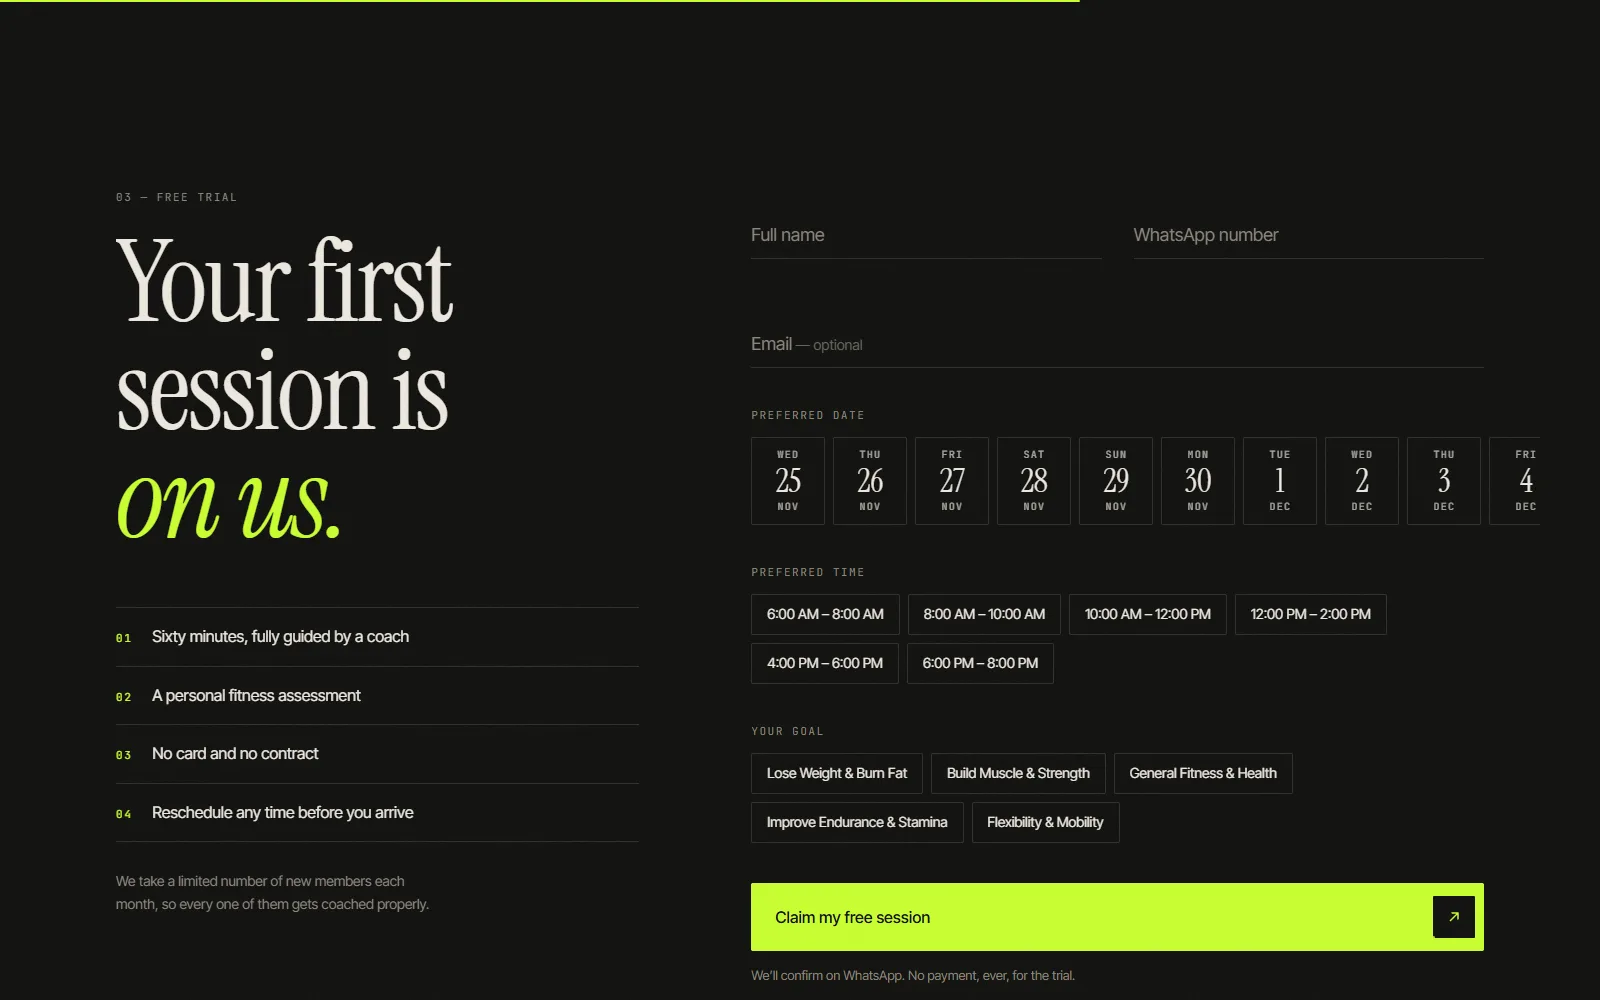 03 — FREE TRIAL
Your first
session is
on us.
01 Sixty minutes, fully guided by a coach
02 A personal fitness assessment
03 No card and no contract
04 Reschedule any time before you arrive
We take a limited number of new members each
month, so every one of them gets coached properly.
Full name
WhatsApp number
Email — optional
PREFERRED DATE
WED THU FRI SAT SUN MON TUE WED THU FRI
25 26 27 28 29 30 1 2 3 4
NOV NOV NOV NOV NOV NOV DEC DEC DEC DEC
PREFERRED TIME
6:00 AM – 8:00 AM 8:00 AM – 10:00 AM 10:00 AM – 12:00 PM 12:00 PM – 2:00 PM
4:00 PM – 6:00 PM 6:00 PM – 8:00 PM
YOUR GOAL
Lose Weight & Burn Fat Build Muscle & Strength General Fitness & Health
Improve Endurance & Stamina Flexibility & Mobility
Claim my free session
We'll confirm on WhatsApp. No payment, ever, for the trial.